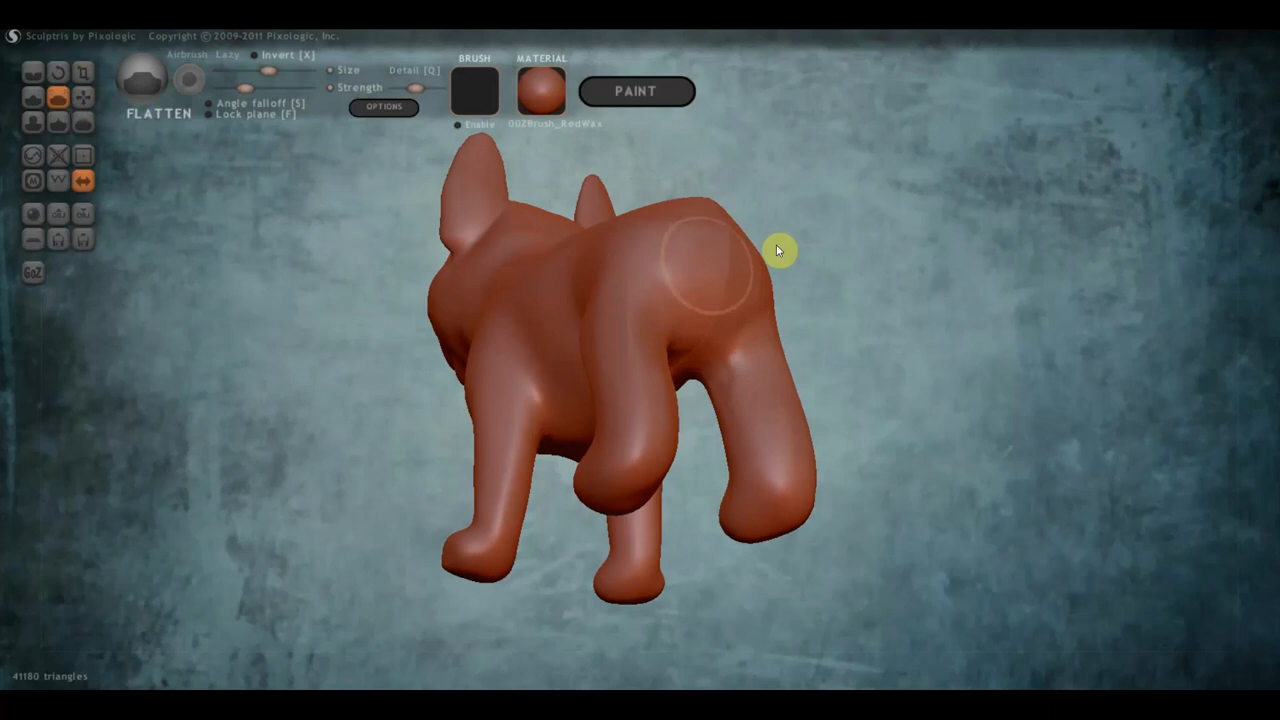 Sculptris by Pixologic Copyright © 2009-2011 Pixologic, Inc.
Airbrush Lazy Invert [X]
Size Detail [Q]
Strength
Angle falloff [S]
Lock plane [F]
FLATTEN
OPTIONS
BRUSH
Enable
MATERIAL
00ZBrush_RedWax
PAINT
GoZ
41180 triangles